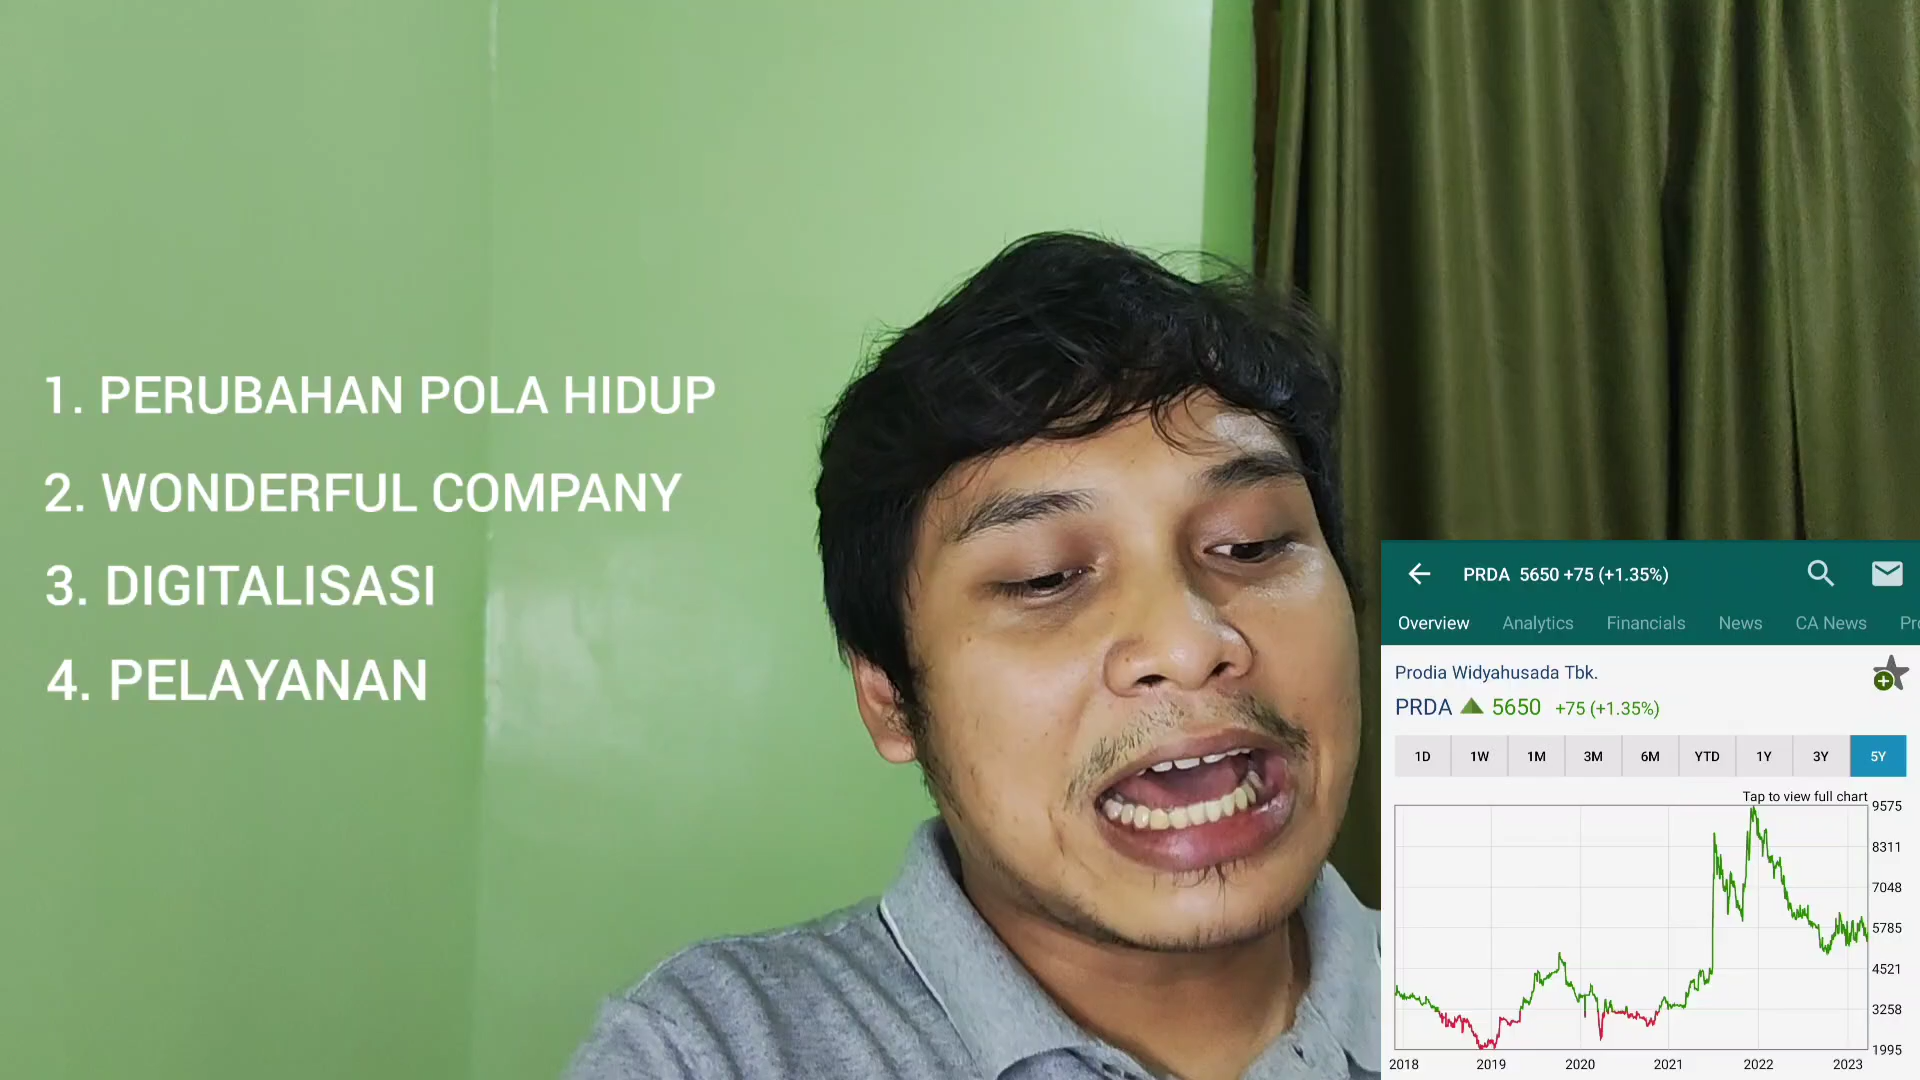 1. PERUBAHAN POLA HIDUP
2. WONDERFUL COMPANY
3. DIGITALISASI
4. PELAYANAN
PRDA 5650 +75 (+1.35%)
Overview Analytics Financials News CA News
Prodia Widyahusada Tbk.
PRDA 5650 +75 (+1.35%)
1D 1W 1M 3M 6M YTD 1Y 3Y 5Y
Tap to view full chart
9575
8311
7048
5785
4521
3258
1995
2018 2019 2020 2021 2022 2023